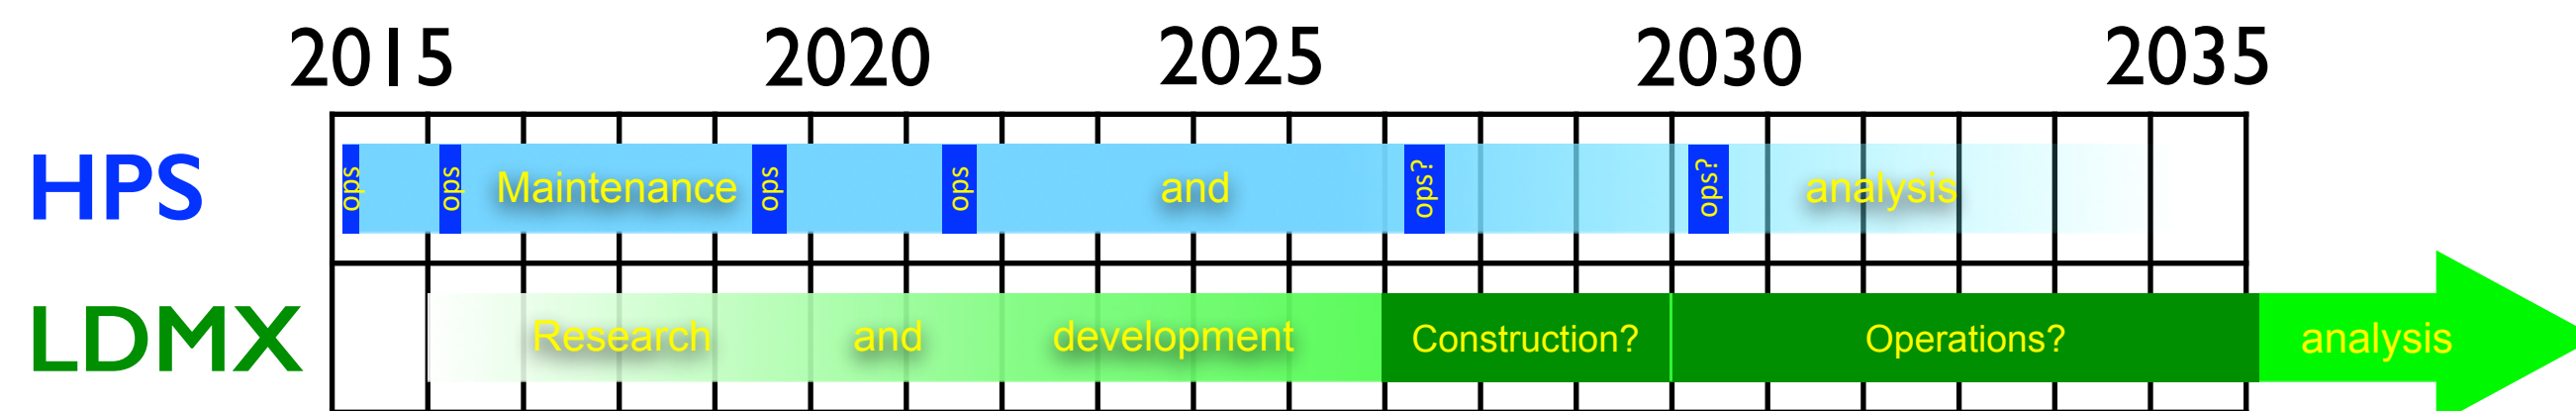 2015 2020 2025 2030 2035
HPS ops ops Maintenance ops ops and ops? ops? analysis
LDMX Research and development Construction? Operations? analysis